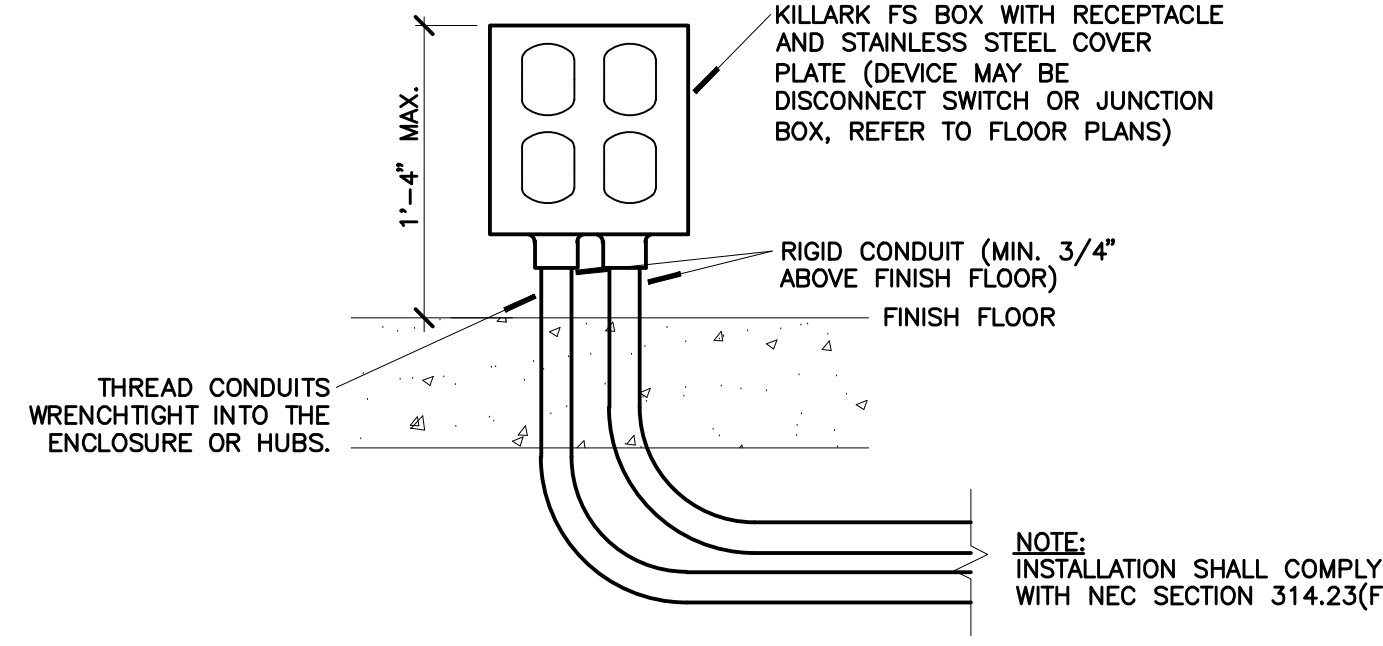 KILLARK FS BOX WITH RECEPTACLE
AND STAINLESS STEEL COVER
PLATE (DEVICE MAY BE
DISCONNECT SWITCH OR JUNCTION
BOX, REFER TO FLOOR PLANS)
1'-4" MAX.
RIGID CONDUIT (MIN. 3/4"
ABOVE FINISH FLOOR)
FINISH FLOOR
THREAD CONDUITS
WRENCHTIGHT INTO THE
ENCLOSURE OR HUBS.
NOTE:
INSTALLATION SHALL COMPLY
WITH NEC SECTION 314.23(F